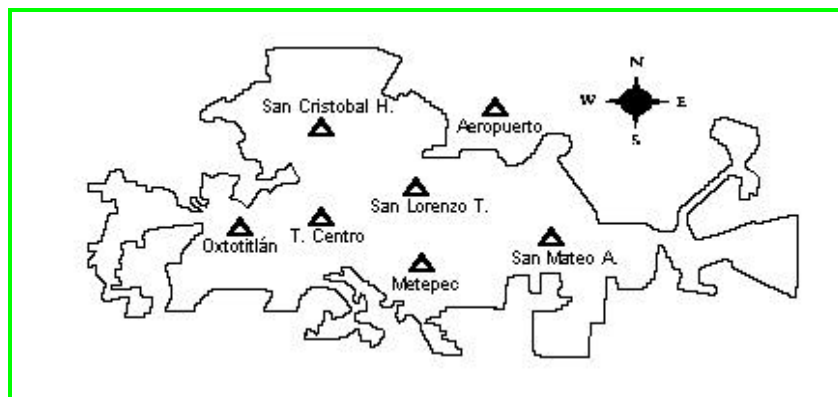 N
San Cristobal H.
W
E
Aeropuerto
S
San Lorenzo T.
T. Centro
Oxtotitlán
San Mateo A.
Metepec